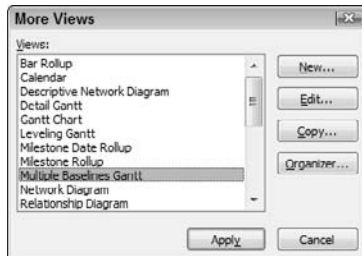 More Views
Views:
Bar Rollup
Calendar
Descriptive Network Diagram
Detail Gantt
Gantt Chart
Leveling Gantt
Milestone Date Rollup
Milestone Rollup
Multiple Baselines Gantt
Network Diagram
Relationship Diagram
New...
Edit...
Copy...
Organizer...
Apply
Cancel